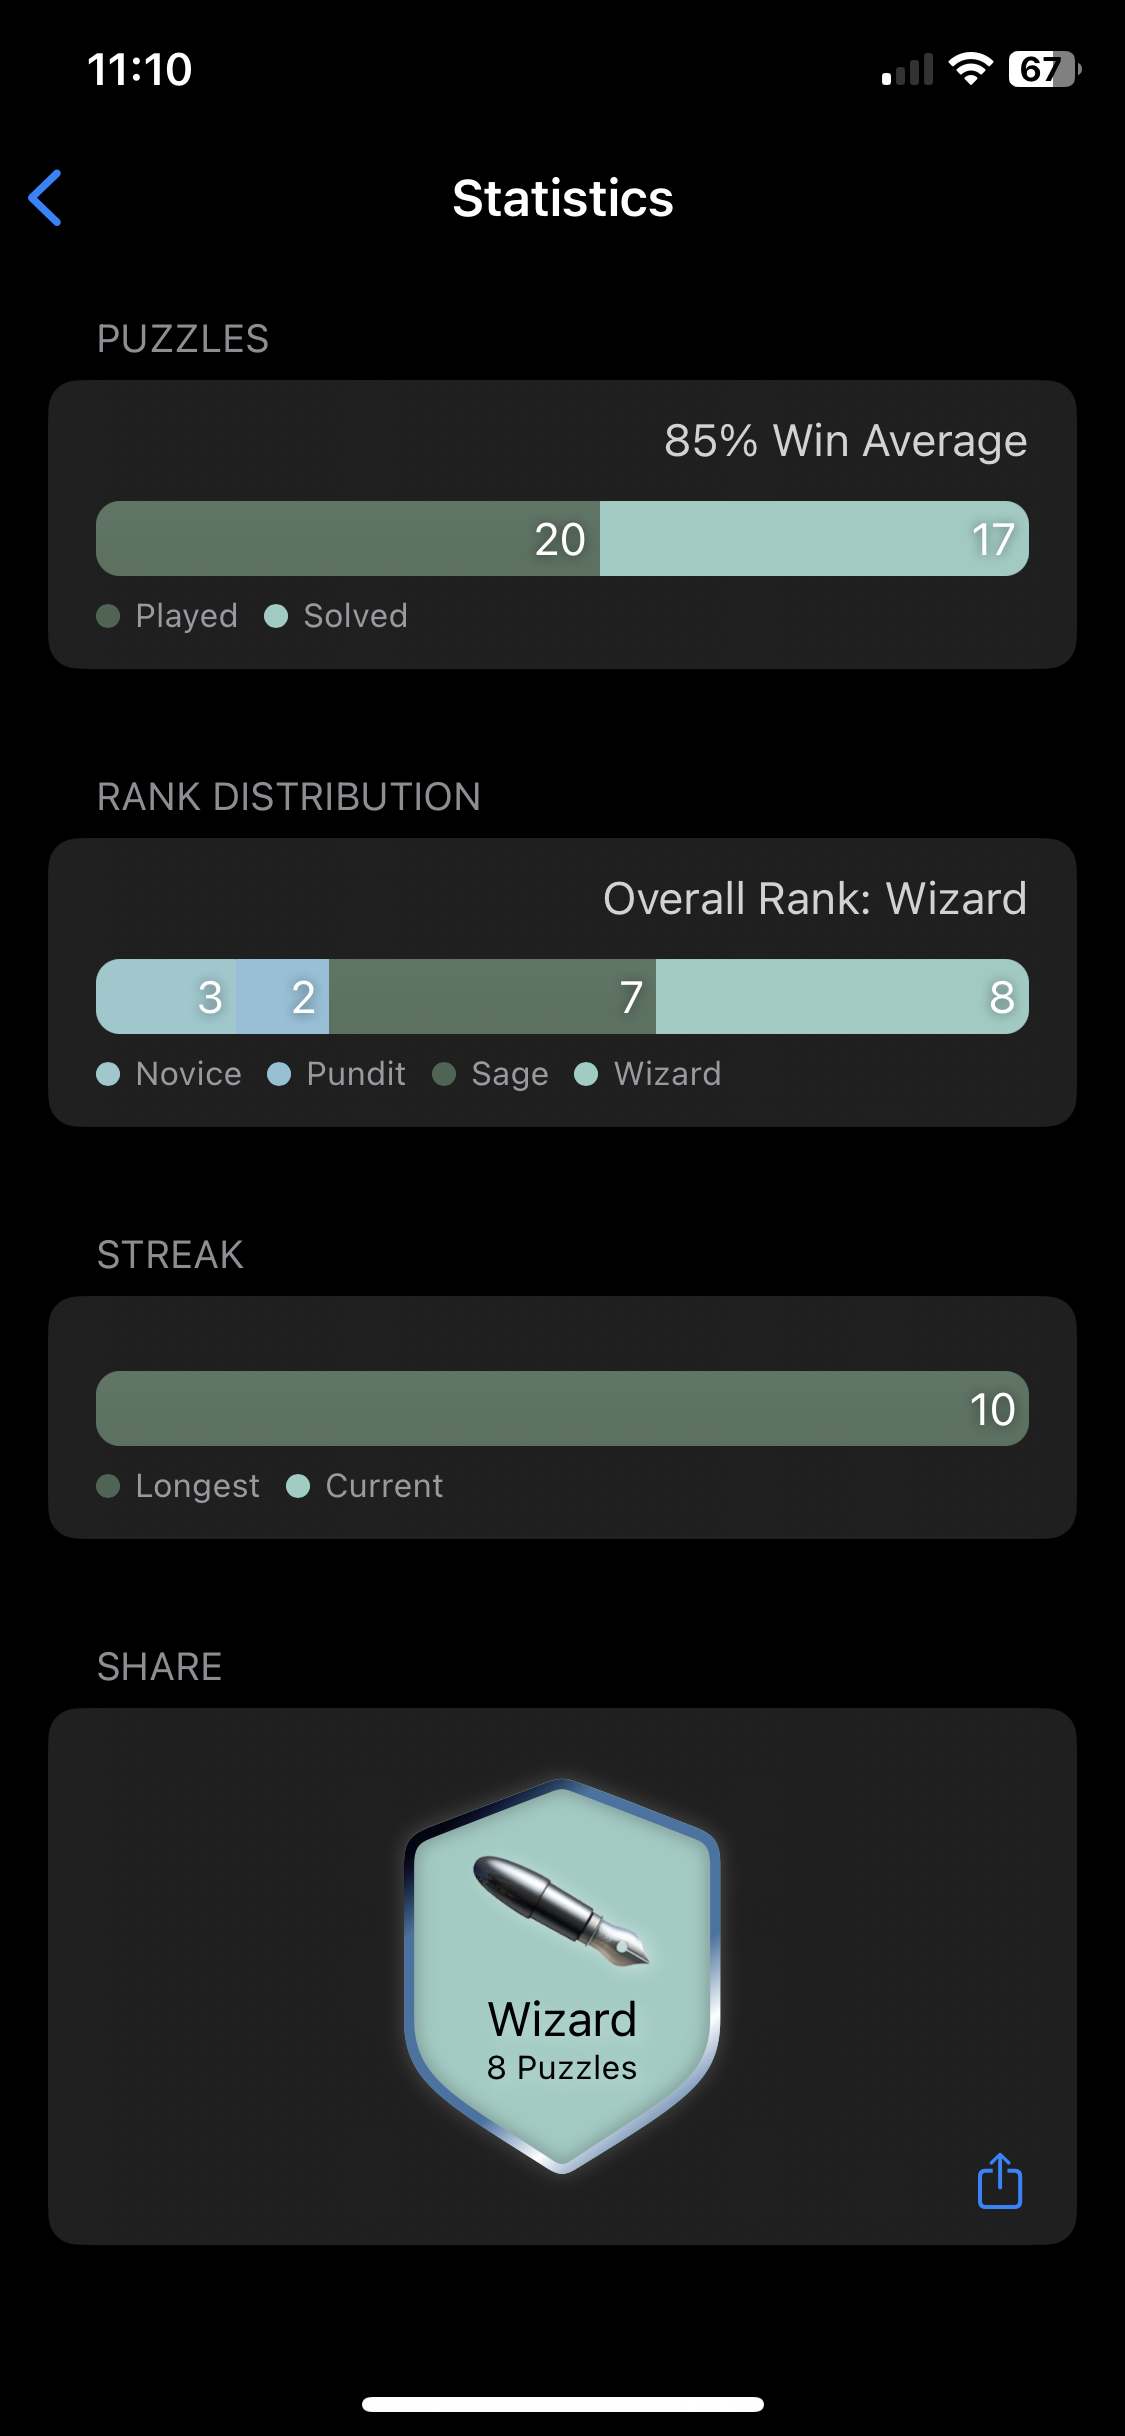 11:10
67
Statistics
PUZZLES
85% Win Average
20 17
Played Solved
RANK DISTRIBUTION
Overall Rank: Wizard
3 2 7 8
Novice Pundit Sage Wizard
STREAK
10
Longest Current
SHARE
Wizard
8 Puzzles